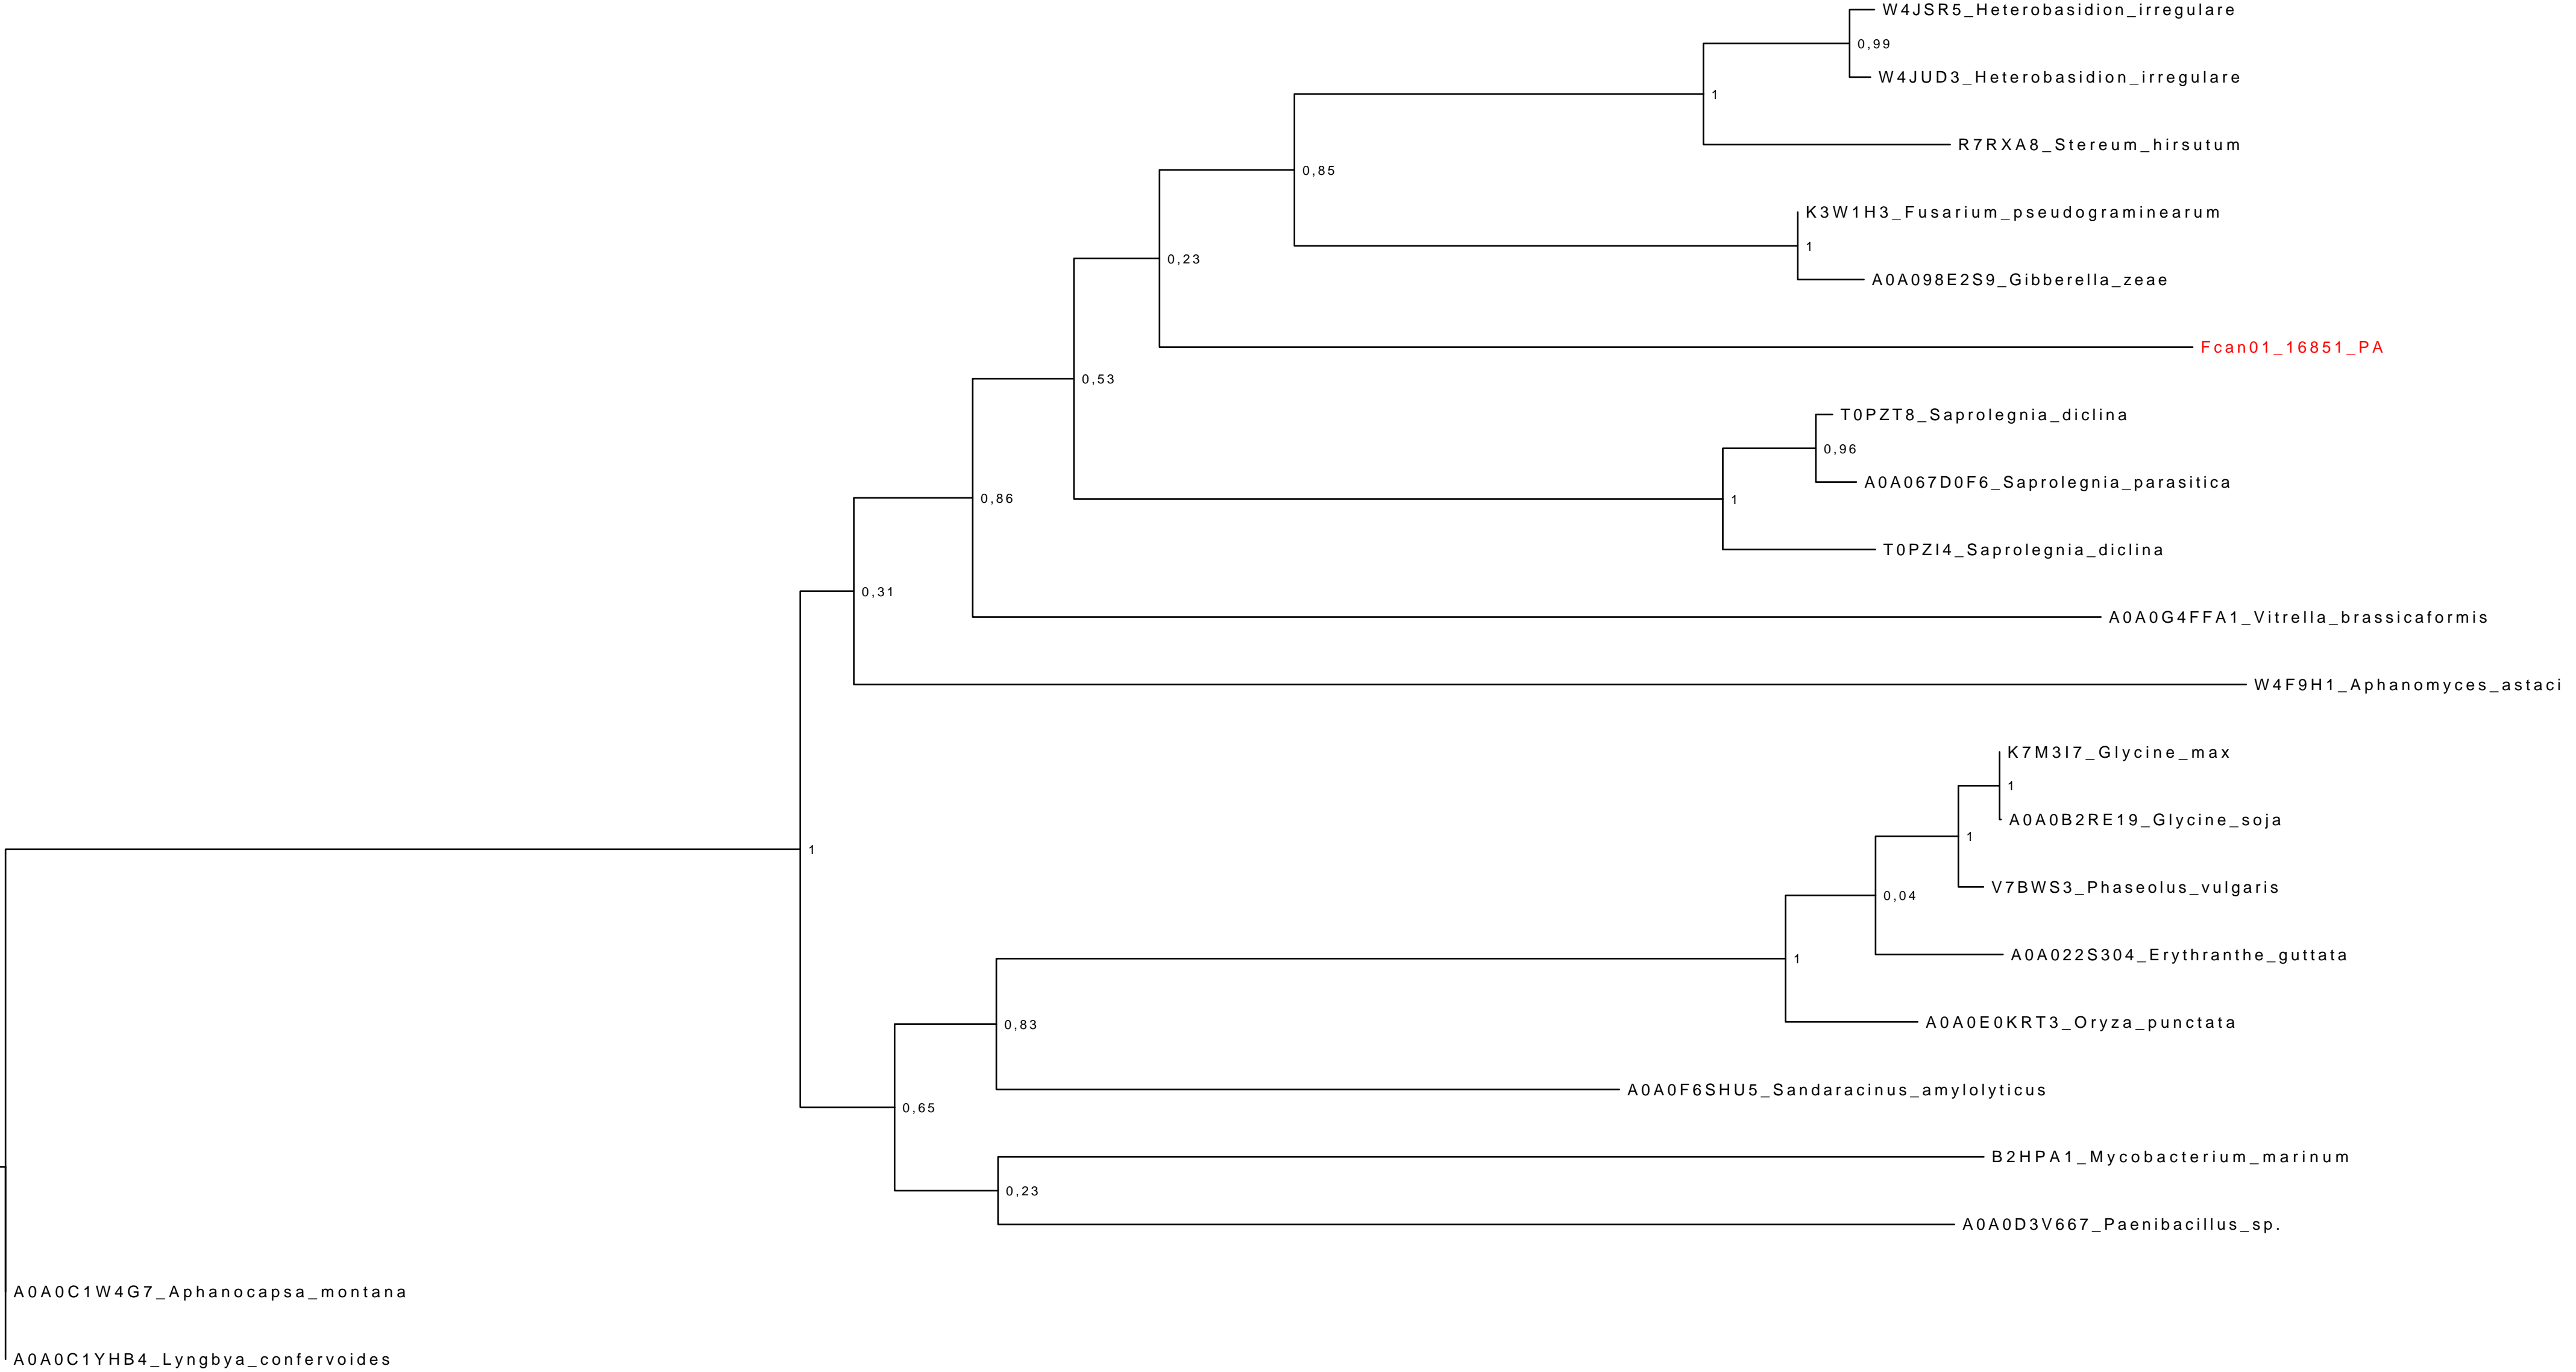 W4JSR5_Heterobasidion_irregulare
0,99
W4JUD3_Heterobasidion_irregulare
1
R7RXA8_Stereum_hirsutum
0,85
K3W1H3_Fusarium_pseudograminearum
1
0,23
A0A098E2S9_Gibberella_zeae
Fcan01_16851_PA
0,53
T0PZT8_Saprolegnia_diclina
0,96
A0A067D0F6_Saprolegnia_parasitica
0,86
1
T0PZI4_Saprolegnia_diclina
0,31
A0A0G4FFA1_Vitrella_brassicaformis
W4F9H1_Aphanomyces_astaci
K7M3I7_Glycine_max
1
A0A0B2RE19_Glycine_soja
1
1
V7BWS3_Phaseolus_vulgaris
0,04
A0A022S304_Erythranthe_guttata
1
A0A0E0KRT3_Oryza_punctata
0,83
A0A0F6SHU5_Sandaracinus_amylolyticus
0,65
B2HPA1_Mycobacterium_marinum
0,23
A0A0D3V667_Paenibacillus_sp.
A0A0C1W4G7_Aphanocapsa_montana
A0A0C1YHB4_Lyngbya_confervoides